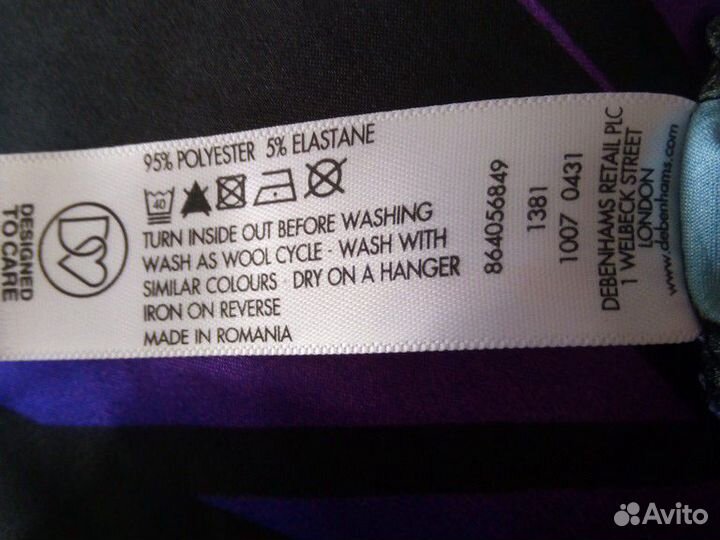 95% POLYESTER 5% ELASTANE
40
TURN INSIDE OUT BEFORE WASHING
WASH AS WOOL CYCLE · WASH WITH
SIMILAR COLOURS · DRY ON A HANGER
IRON ON REVERSE
MADE IN ROMANIA
DESIGNED
TO CARE
864056849
1381
1007 0431
DEBENHAMS RETAIL PLC
1 WELBECK STREET
LONDON
www.debenhams.com
Avito